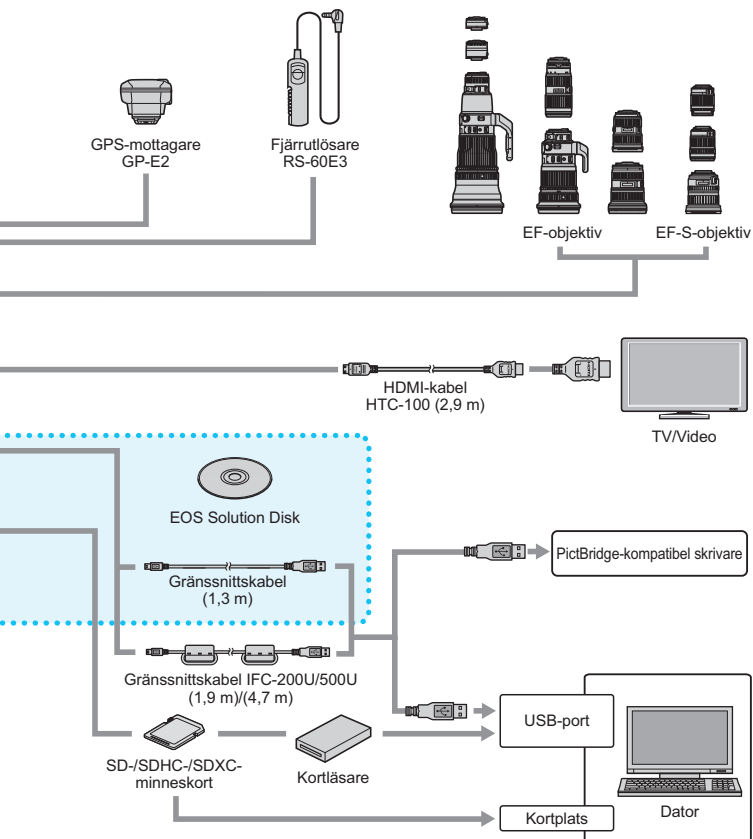 GPS-mottagare
GP-E2
Fjärrutlösare
RS-60E3
EF-objektiv
EF-S-objektiv
HDMI-kabel
HTC-100 (2,9 m)
TV/Video
EOS Solution Disk
Gränssnittskabel
(1,3 m)
PictBridge-kompatibel skrivare
Gränssnittskabel IFC-200U/500U
(1,9 m)/(4,7 m)
USB-port
SD-/SDHC-/SDXC-
minneskort
Kortläsare
Dator
Kortplats